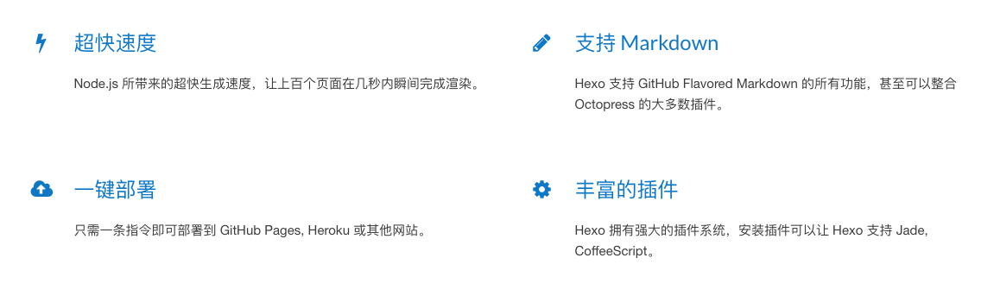 超快速度
Node.js 所带来的超快生成速度，让上百个页面在几秒内瞬间完成渲染。
支持 Markdown
Hexo 支持 GitHub Flavored Markdown 的所有功能，甚至可以整合
Octopress 的大多数插件。
一键部署
只需一条指令即可部署到 GitHub Pages, Heroku 或其他网站。
丰富的插件
Hexo 拥有强大的插件系统，安装插件可以让 Hexo 支持 Jade,
CoffeeScript。